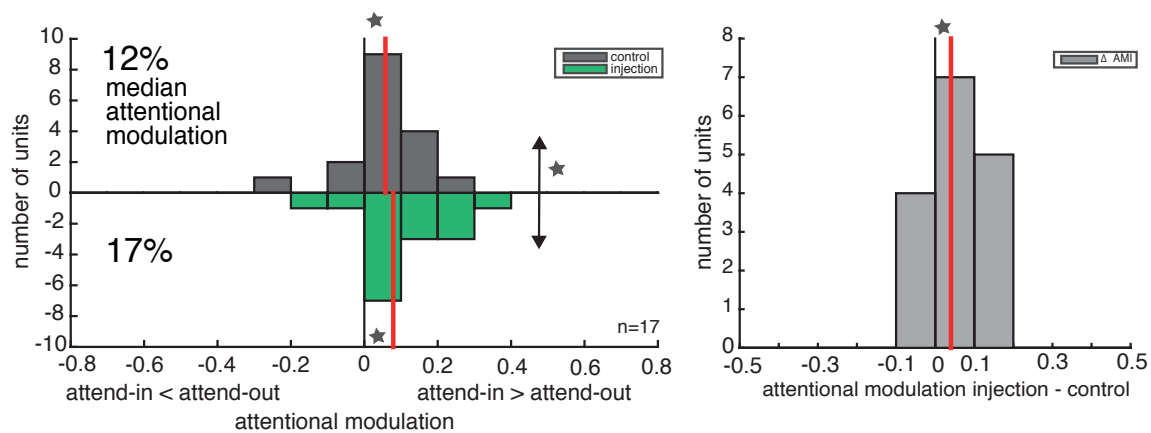 10
8
6
4
2
0
-2
-4
-6
-8
-10
number of units
12%
median
attentional
modulation
17%
control
injection
n=17
-0.8 -0.6 -0.4 -0.2 0 0.2 0.4 0.6 0.8
attend-in < attend-out attend-in > attend-out
attentional modulation
8
7
6
5
4
3
2
1
0
number of units
Δ AMI
-0.5 -0.3 -0.1 0 0.1 0.3 0.5
attentional modulation injection - control